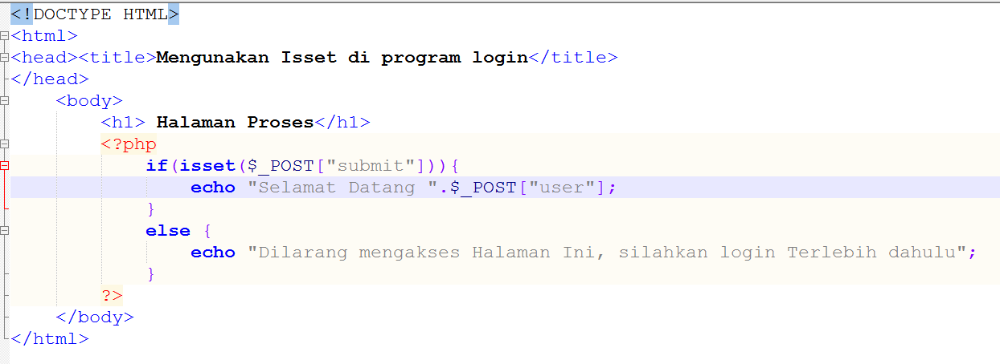 <!DOCTYPE HTML>
<html>
<head><title>Mengunakan Isset di program login</title>
</head>
<body>
<h1> Halaman Proses</h1>
<?php
if(isset($_POST["submit"])){
echo "Selamat Datang ".$_POST["user"];
}
else {
echo "Dilarang mengakses Halaman Ini, silahkan login Terlebih dahulu";
}
?>
</body>
</html>